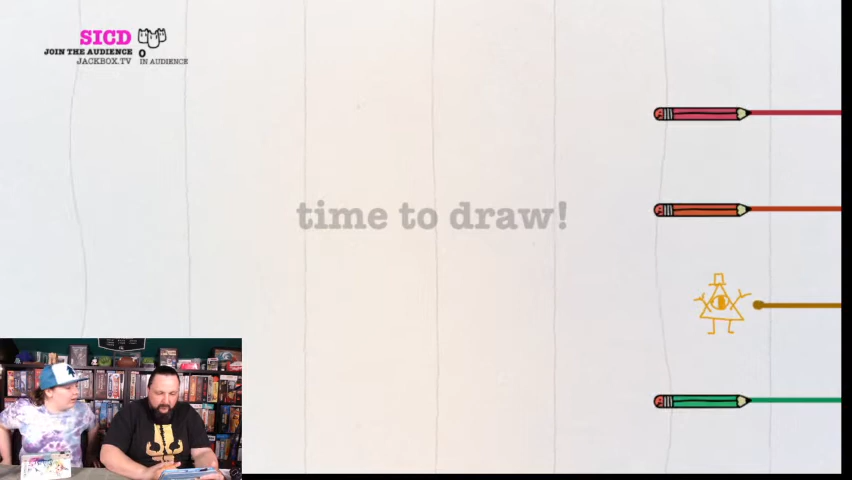 SICD
JOIN THE AUDIENCE 0
JACKBOX.TV IN AUDIENCE
time to draw!